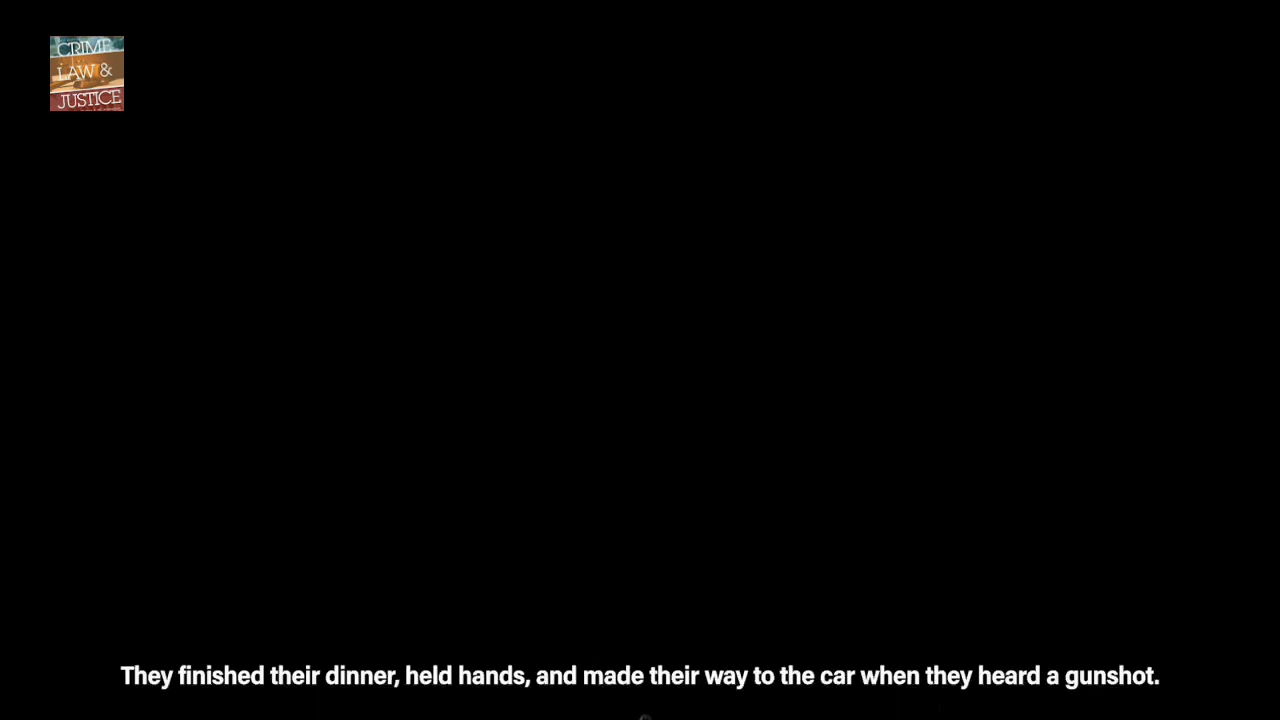 CRIME
LAW &
JUSTICE
They finished their dinner, held hands, and made their way to the car when they heard a gunshot.